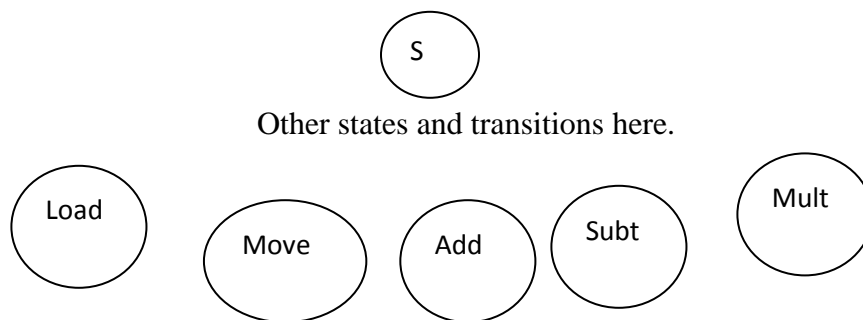 S
Other states and transitions here.
Load
Move
Add
Subt
Mult